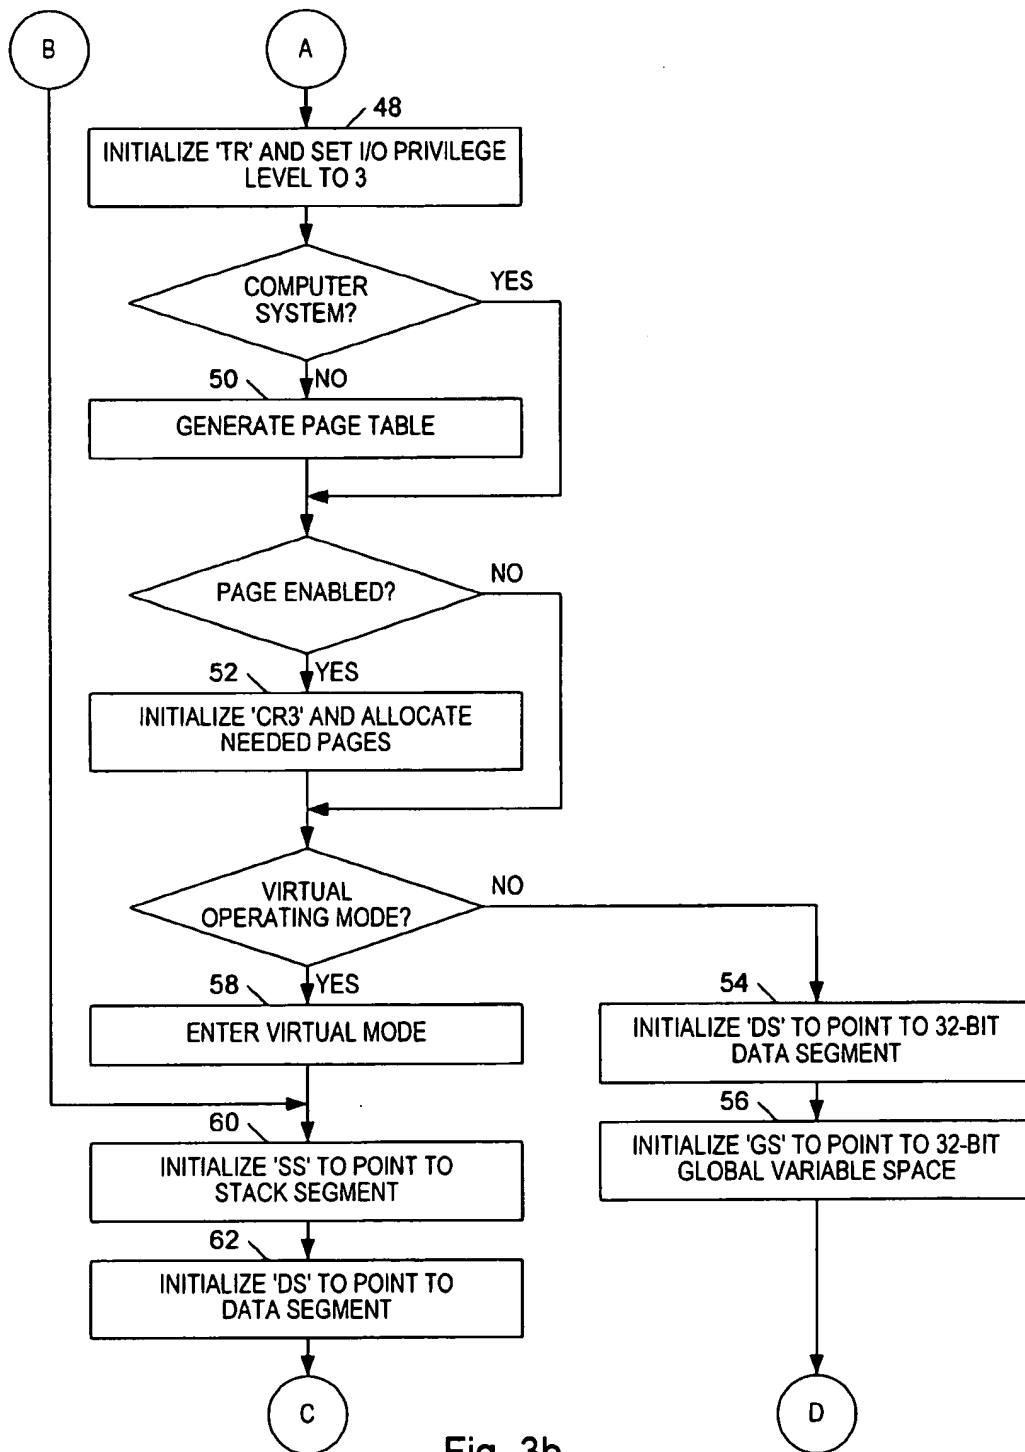 B
A
48
INITIALIZE 'TR' AND SET I/O PRIVILEGE
LEVEL TO 3
COMPUTER
SYSTEM?
YES
NO
50
GENERATE PAGE TABLE
PAGE ENABLED?
NO
YES
52
INITIALIZE 'CR3' AND ALLOCATE
NEEDED PAGES
VIRTUAL
OPERATING MODE?
NO
YES
58
ENTER VIRTUAL MODE
54
INITIALIZE 'DS' TO POINT TO 32-BIT
DATA SEGMENT
56
INITIALIZE 'GS' TO POINT TO 32-BIT
GLOBAL VARIABLE SPACE
60
INITIALIZE 'SS' TO POINT TO
STACK SEGMENT
62
INITIALIZE 'DS' TO POINT TO
DATA SEGMENT
C
D
Fig. 3b